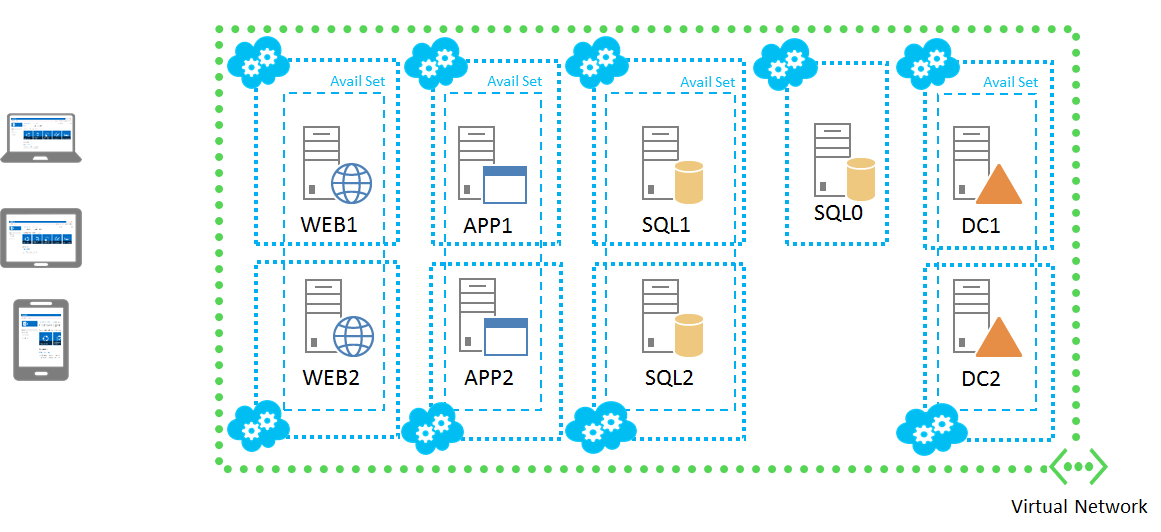 Avail Set
Avail Set
Avail Set
Avail Set
WEB1
APP1
SQL1
SQL0
DC1
WEB2
APP2
SQL2
DC2
Virtual Network